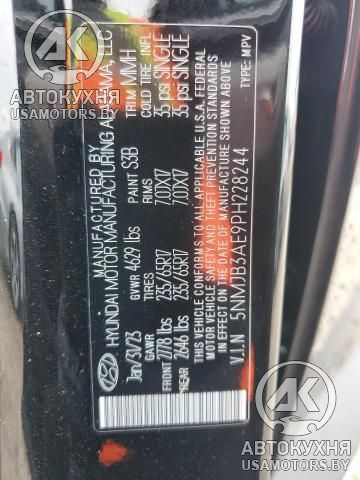 АВТОКУХНЯ
USAMOTORS.BY
MANUFACTURED BY
HYUNDAI MOTOR MANUFACTURING ALABAMA, LLC
Jan/31/23 GVWR 4629 lbs PAINT S3B TRIM MMH
GAWR TIRES RIMS COLD TIRE INFL
FRONT 2778 lbs 235/65R17 7.0JX17 35 psi SINGLE
REAR 2646 lbs 235/65R17 7.0JX17 35 psi SINGLE
THIS VEHICLE CONFORMS TO ALL APPLICABLE U.S.A. FEDERAL
MOTOR VEHICLE SAFETY AND THEFT PREVENTION STANDARDS
IN EFFECT ON THE DATE OF MANUFACTURE SHOWN ABOVE.
V.I.N 5NMJB3AE9PH228244 TYPE: MPV
АВТОКУХНЯ
USAMOTORS.BY